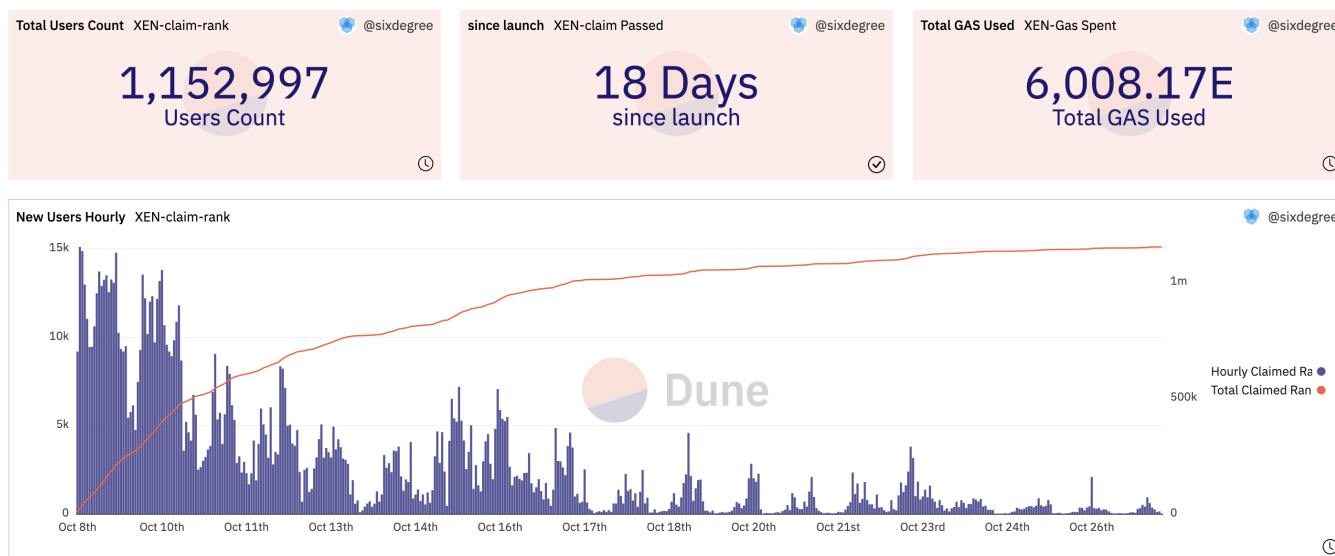 Total Users Count XEN-claim-rank @sixdegree
1,152,997
Users Count
since launch XEN-claim Passed @sixdegree
18 Days
since launch
Total GAS Used XEN-Gas Spent @sixdegree
6,008.17E
Total GAS Used
New Users Hourly XEN-claim-rank @sixdegree
15k
10k
5k
0
1m
500k
0
Dune
Hourly Claimed Ra
Total Claimed Ran
Oct 8th Oct 10th Oct 11th Oct 13th Oct 14th Oct 16th Oct 17th Oct 18th Oct 20th Oct 21st Oct 23rd Oct 24th Oct 26th